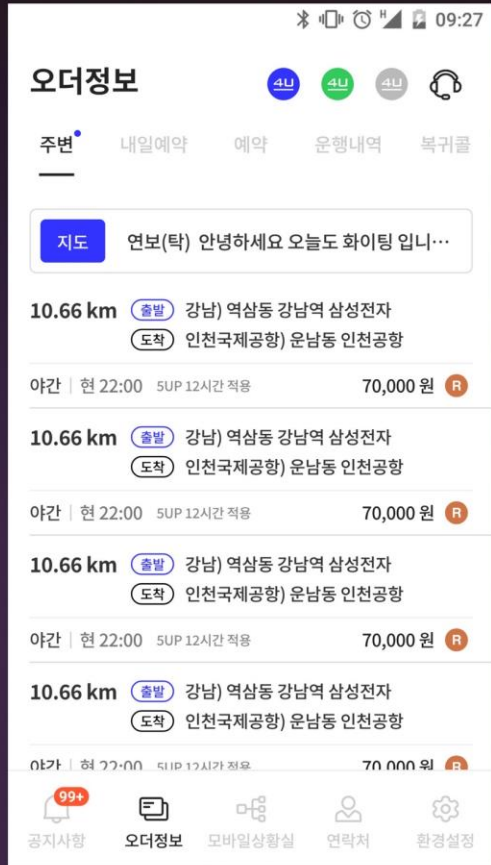 H 09:27
오더정보 4U 4U 4U
주변 내일예약 예약 운행내역 복귀콜
지도 연보(탁) 안녕하세요 오늘도 화이팅 입니…
10.66 km 출발 강남) 역삼동 강남역 삼성전자
도착 인천국제공항) 운남동 인천공항
야간 | 현 22:00 5UP 12시간 적용 70,000 원 R
10.66 km 출발 강남) 역삼동 강남역 삼성전자
도착 인천국제공항) 운남동 인천공항
야간 | 현 22:00 5UP 12시간 적용 70,000 원 R
10.66 km 출발 강남) 역삼동 강남역 삼성전자
도착 인천국제공항) 운남동 인천공항
야간 | 현 22:00 5UP 12시간 적용 70,000 원 R
10.66 km 출발 강남) 역삼동 강남역 삼성전자
도착 인천국제공항) 운남동 인천공항
야간 | 현 22:00 5UP 12시간 적용 70,000 원 R
99+
공지사항 오더정보 모바일상황실 연락처 환경설정